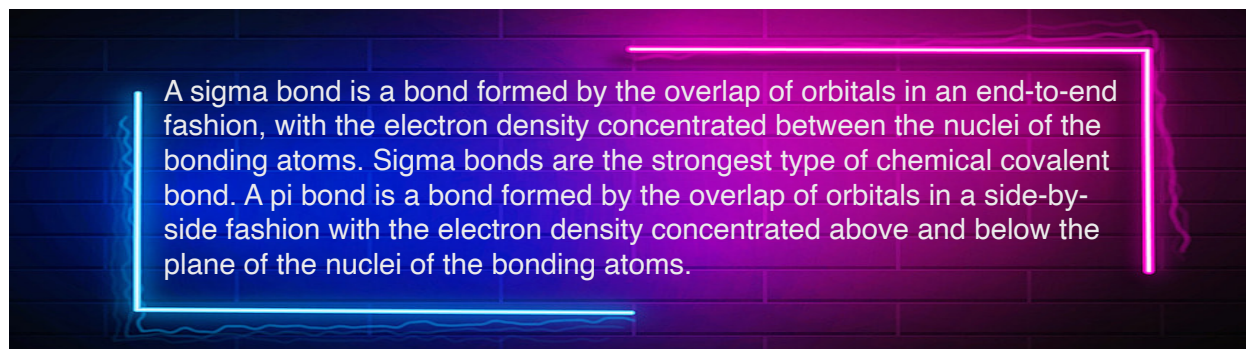 A sigma bond is a bond formed by the overlap of orbitals in an end-to-end
fashion, with the electron density concentrated between the nuclei of the
bonding atoms. Sigma bonds are the strongest type of chemical covalent
bond. A pi bond is a bond formed by the overlap of orbitals in a side-by-
side fashion with the electron density concentrated above and below the
plane of the nuclei of the bonding atoms.